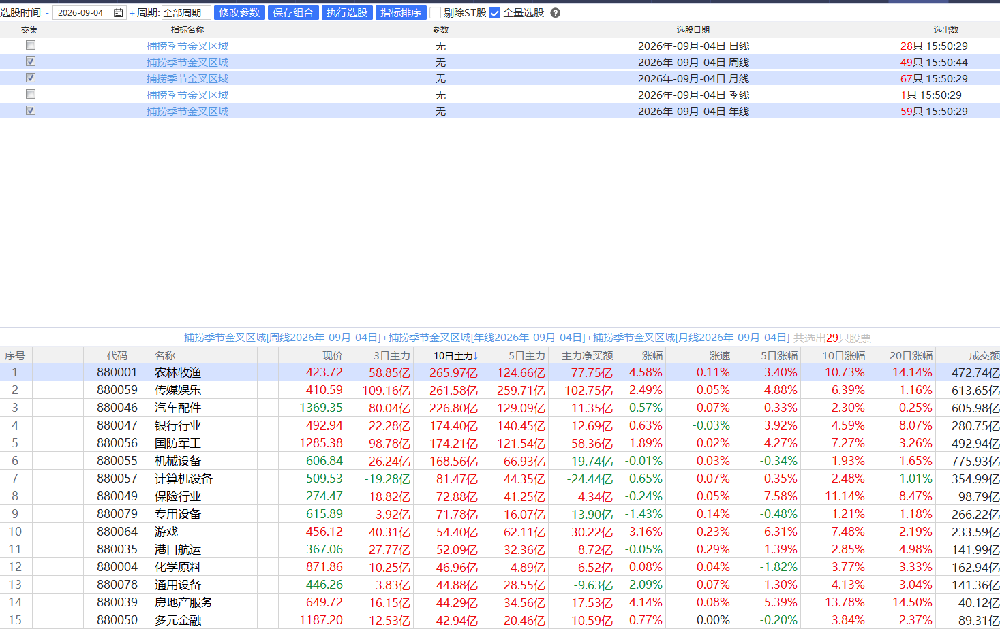 选股时间: - 2026-09-04 + 周期: 全部周期 修改参数 保存组合 执行选股 指标排序 剔除ST股 全量选股 ?
交集 指标名称 参数 选股日期 选出数
捕捞季节金叉区域 无 2026年-09月-04日 日线 28只 15:50:29
捕捞季节金叉区域 无 2026年-09月-04日 周线 49只 15:50:44
捕捞季节金叉区域 无 2026年-09月-04日 月线 67只 15:50:29
捕捞季节金叉区域 无 2026年-09月-04日 季线 1只 15:50:29
捕捞季节金叉区域 无 2026年-09月-04日 年线 59只 15:50:29
捕捞季节金叉区域[周线2026年-09月-04日]+捕捞季节金叉区域[年线2026年-09月-04日]+捕捞季节金叉区域[月线2026年-09月-04日] 共选出29只股票
序号 代码 名称 现价 3日主力 10日主力↓ 5日主力 主力净买额 涨幅 涨速 5日涨幅 10日涨幅 20日涨幅 成交额
1 880001 农林牧渔 423.72 58.85亿 265.97亿 124.66亿 77.75亿 4.58% 0.11% 3.40% 10.73% 14.14% 472.74亿
2 880059 传媒娱乐 410.59 109.16亿 261.58亿 259.71亿 102.75亿 2.49% 0.05% 4.88% 6.39% 1.16% 613.65亿
3 880046 汽车配件 1369.35 80.04亿 226.80亿 129.09亿 11.35亿 -0.57% 0.07% 0.33% 2.30% 0.25% 605.98亿
4 880047 银行行业 492.94 22.28亿 174.40亿 140.45亿 12.69亿 0.63% -0.03% 3.92% 4.59% 8.07% 280.75亿
5 880056 国防军工 1285.38 98.78亿 174.21亿 121.54亿 58.36亿 1.89% 0.02% 4.27% 7.27% 3.26% 492.94亿
6 880055 机械设备 606.84 26.24亿 168.56亿 66.93亿 -19.74亿 -0.01% 0.03% -0.34% 1.93% 1.65% 775.93亿
7 880057 计算机设备 509.53 -19.28亿 81.47亿 44.35亿 -24.44亿 -0.65% 0.07% 0.35% 2.48% -1.01% 354.99亿
8 880049 保险行业 274.47 18.82亿 72.88亿 41.25亿 4.34亿 -0.24% 0.05% 7.58% 11.14% 8.47% 98.79亿
9 880079 专用设备 615.89 3.92亿 71.78亿 16.07亿 -13.90亿 -1.43% 0.14% -0.48% 1.21% 1.18% 266.22亿
10 880064 游戏 456.12 40.31亿 54.40亿 62.11亿 30.22亿 3.16% 0.23% 6.31% 7.48% 2.19% 233.59亿
11 880035 港口航运 367.06 27.77亿 52.09亿 32.36亿 8.72亿 -0.05% 0.29% 1.39% 2.85% 4.98% 141.99亿
12 880004 化学原料 871.86 10.25亿 46.96亿 4.89亿 6.52亿 0.08% 0.04% -1.82% 3.77% 3.33% 162.94亿
13 880078 通用设备 446.26 3.83亿 44.88亿 28.55亿 -9.63亿 -2.09% 0.07% 1.30% 4.13% 3.04% 141.36亿
14 880039 房地产服务 649.72 16.15亿 44.29亿 34.56亿 17.53亿 4.14% 0.08% 5.39% 13.78% 14.50% 40.12亿
15 880050 多元金融 1187.20 12.53亿 42.94亿 20.46亿 10.59亿 0.77% 0.00% -0.20% 3.84% 2.37% 89.31亿